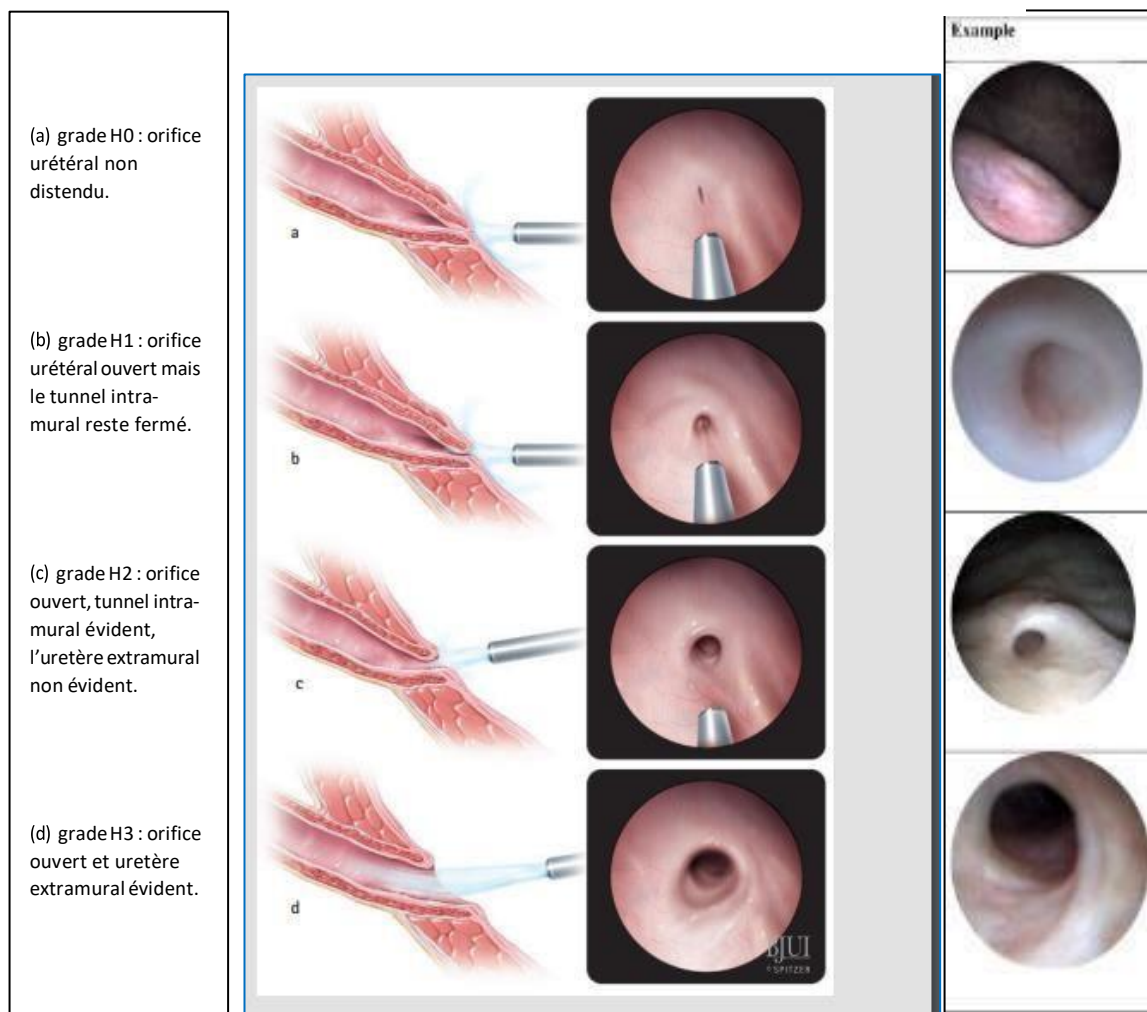 Example
(a) grade H0 : orifice
urétéral non
distendu.
a
(b) grade H1 : orifice
urétéral ouvert mais
le tunnel intra-
mural reste fermé.
b
(c) grade H2 : orifice
ouvert, tunnel intra-
mural évident,
l’uretère extramural
non évident.
c
(d) grade H3 : orifice
ouvert et uretère
extramural évident.
d
BJUI
© SPITZER